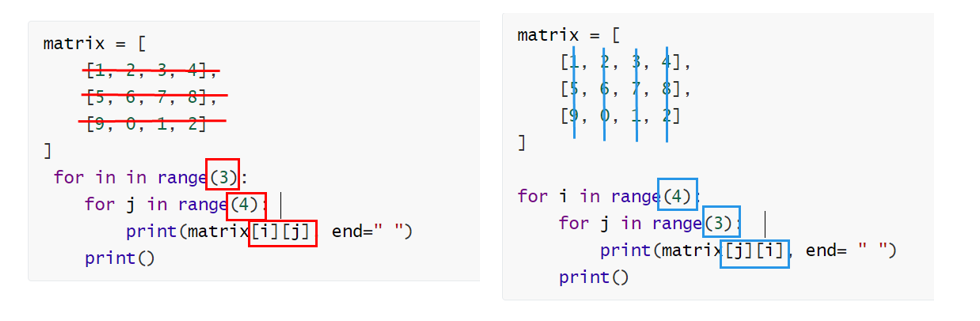 matrix = [
[1, 2, 3, 4],
[5, 6, 7, 8],
[9, 0, 1, 2]
]
for in in range(3):
for j in range(4):
print(matrix[i][j] end=" ")
print()
matrix = [
[1, 2, 3, 4],
[5, 6, 7, 8],
[9, 0, 1, 2]
]
for i in range(4):
for j in range(3):
print(matrix[j][i], end= " ")
print()